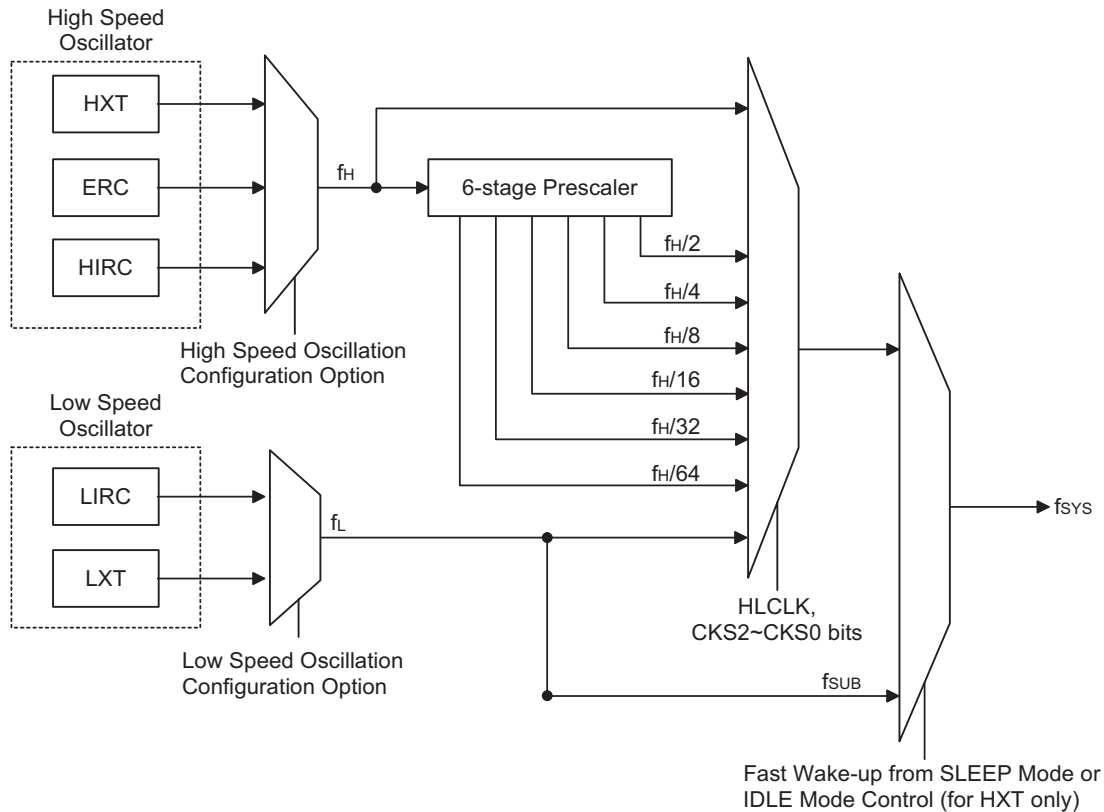 High Speed
Oscillator
HXT
ERC
HIRC
fH
6-stage Prescaler
fH/2
fH/4
fH/8
fH/16
fH/32
fH/64
High Speed Oscillation
Configuration Option
Low Speed
Oscillator
LIRC
LXT
fL
Low Speed Oscillation
Configuration Option
HLCLK,
CKS2~CKS0 bits
fSUB
fSYS
Fast Wake-up from SLEEP Mode or
IDLE Mode Control (for HXT only)